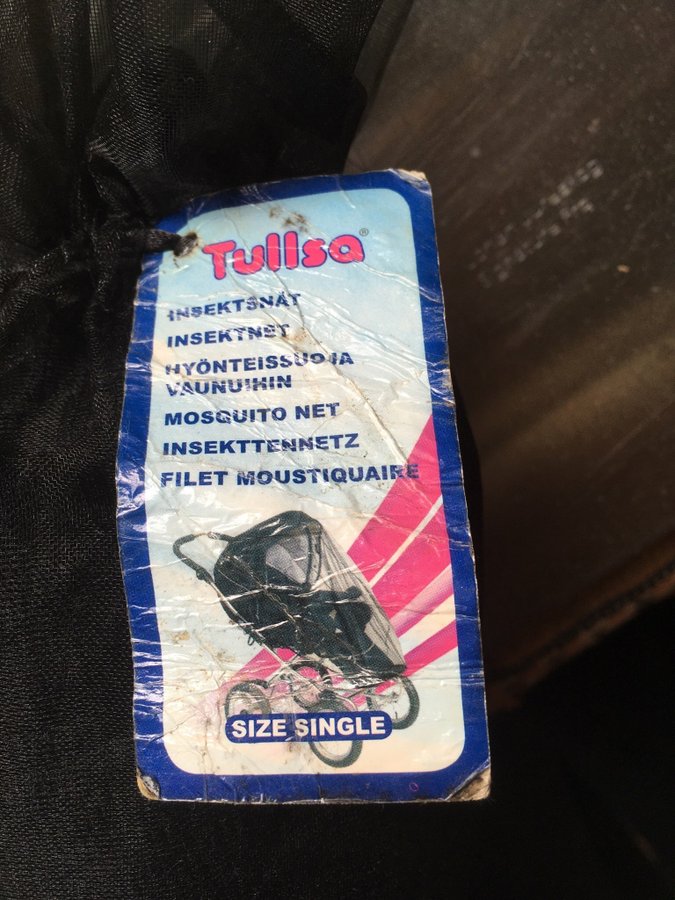 Tullsa®
INSEKTSNÄT
INSEKTNET
HYÖNTEISSUOJA
VAUNUIHIN
MOSQUITO NET
INSEKTTENNETZ
FILET MOUSTIQUAIRE
SIZE SINGLE